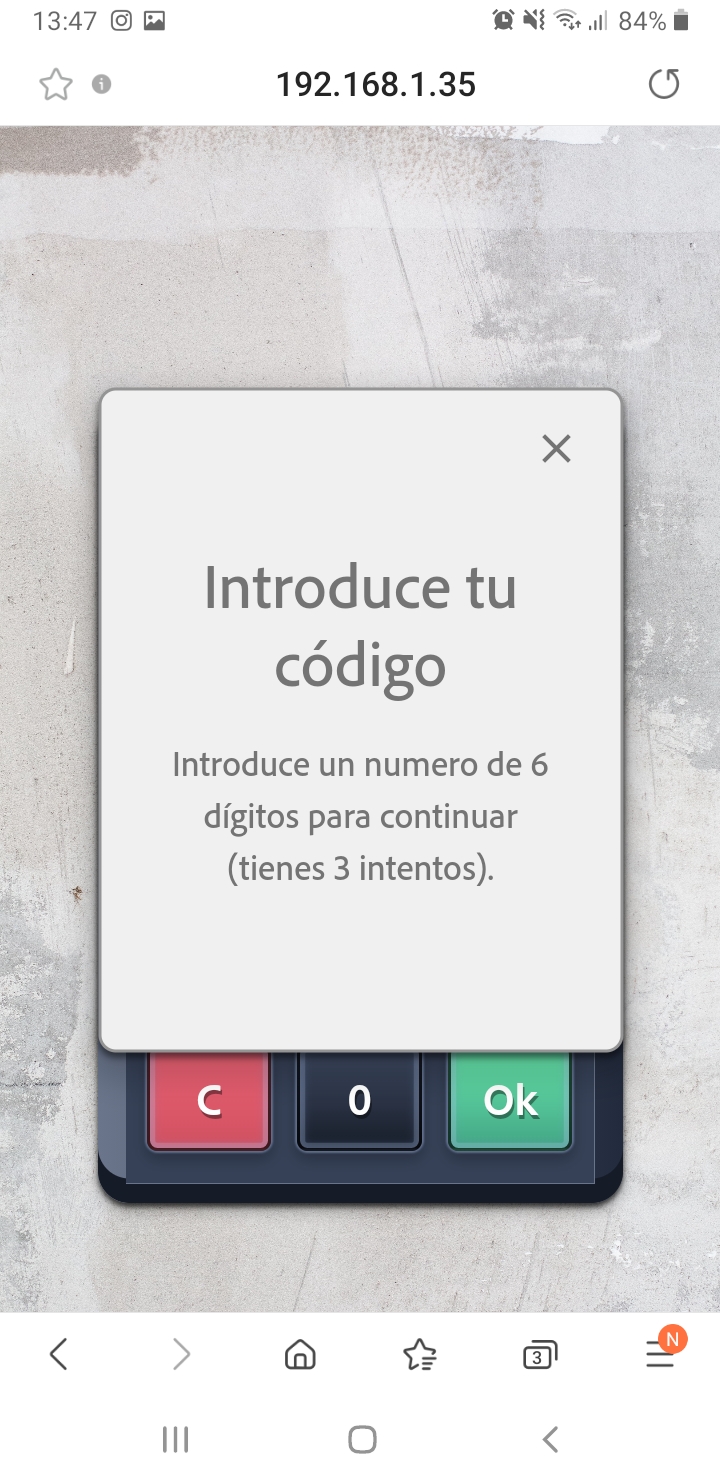 13:47 84%
192.168.1.35
Introduce tu
código
Introduce un numero de 6
dígitos para continuar
(tienes 3 intentos).
C 0 Ok
3 N